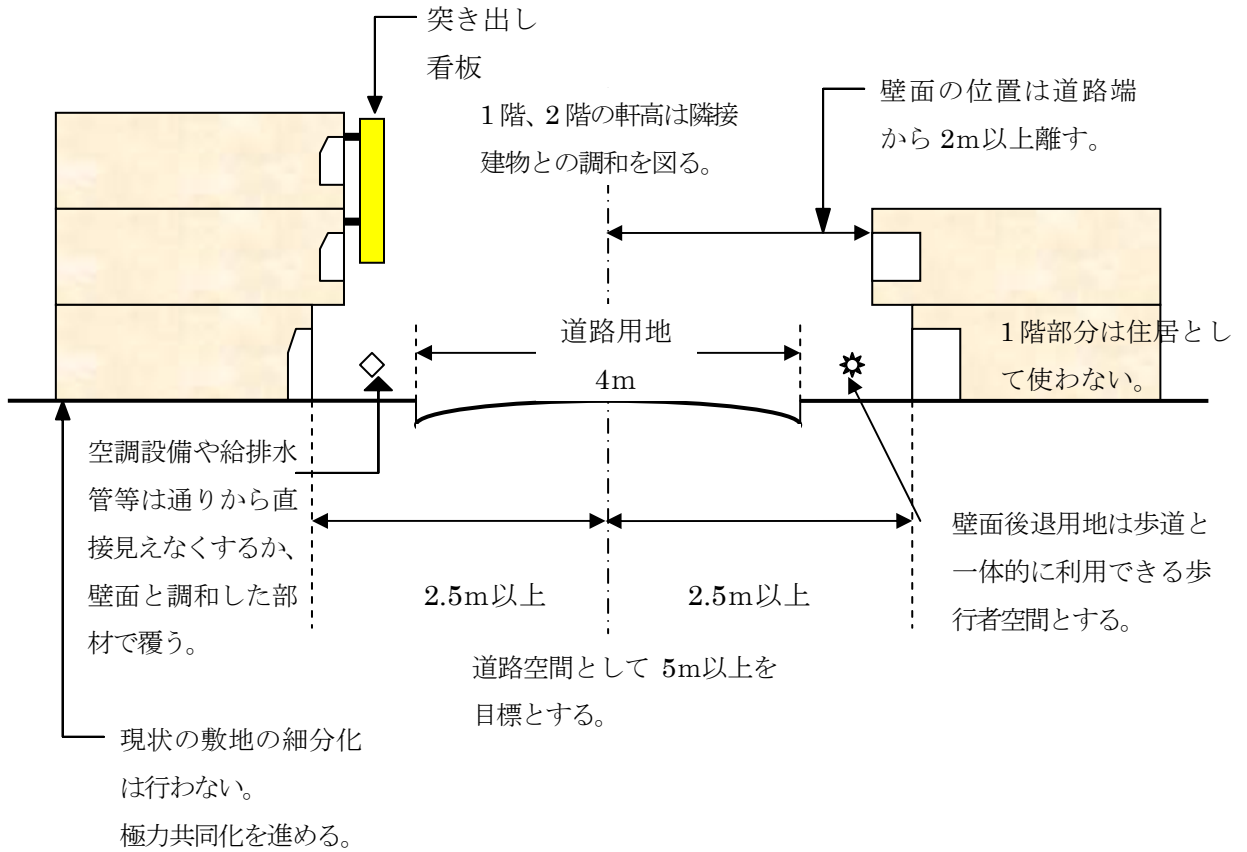 突き出し
看板
1階、2階の軒高は隣接
建物との調和を図る。
壁面の位置は道路端
から 2m以上離す。
道路用地
4m
1階部分は住居とし
て使わない。
空調設備や給排水
管等は通りから直
接見えなくするか、
壁面と調和した部
材で覆う。
2.5m以上
2.5m以上
壁面後退用地は歩道と
一体的に利用できる歩
行者空間とする。
道路空間として 5m以上を
目標とする。
現状の敷地の細分化
は行わない。
極力共同化を進める。